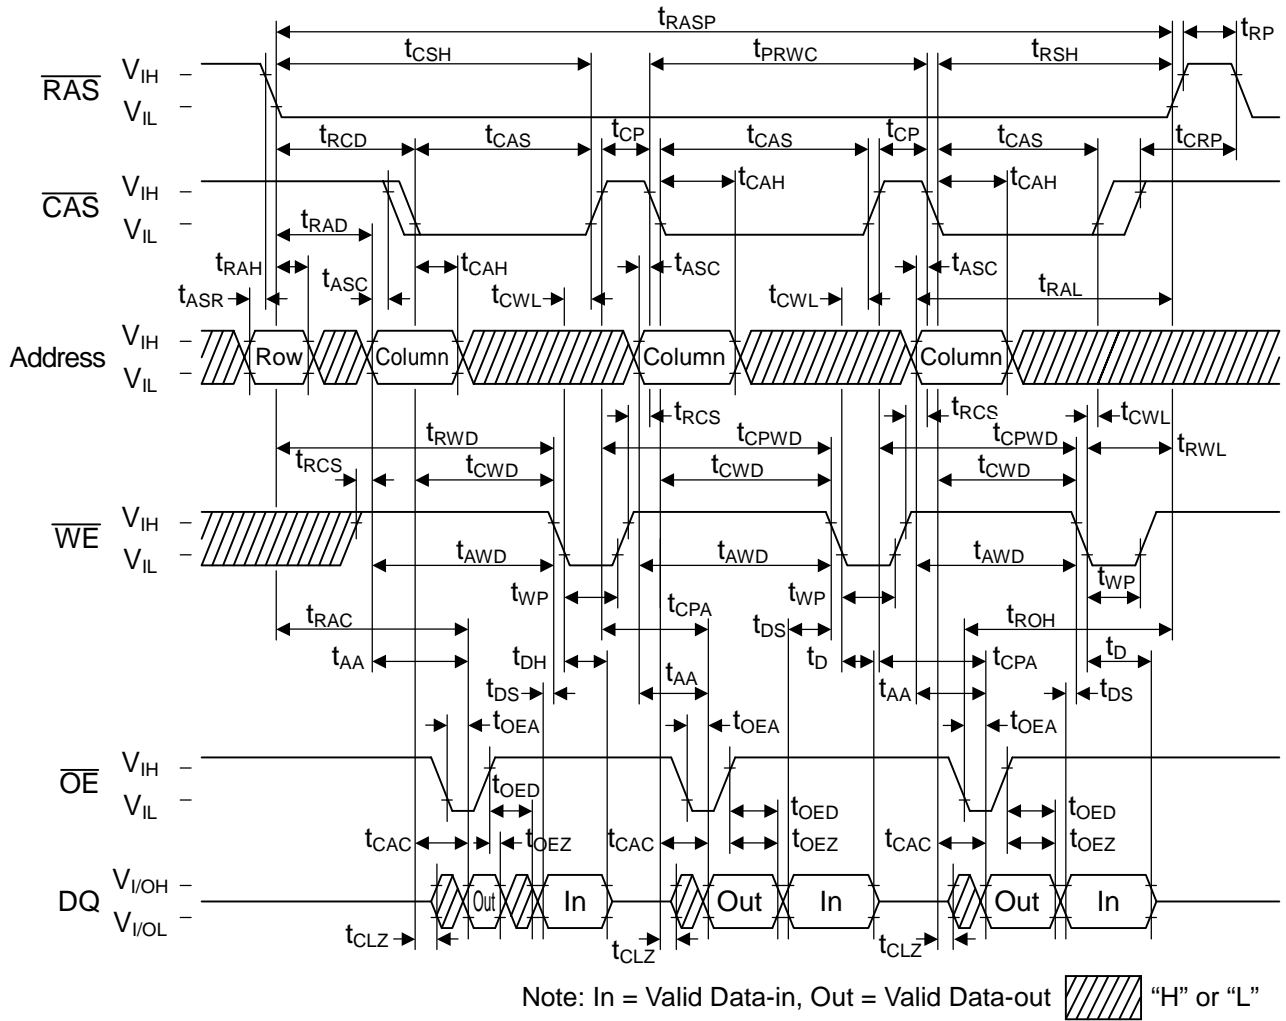 tRASP
tRP
tCSH
tPRWC
tRSH
RAS
VIH
VIL
tRCD
tCAS
tCP
tCAS
tCP
tCAS
tCRP
CAS
VIH
VIL
tCAH
tCAH
tRAD
tRAH
tASR
tASC
tCAH
tCWL
tASC
tCWL
tASC
tRAL
Address
VIH
VIL
Row
Column
Column
Column
tRCS
tRCS
tCWL
tRWD
tCPWD
tCPWD
tRWL
tRCS
tCWD
tCWD
tCWD
WE
VIH
VIL
tAWD
tAWD
tAWD
tWP
tWP
tWP
tRAC
tCPA
tDS
tROH
tAA
tDH
tD
tCPA
tD
tDS
tAA
tAA
tDS
tOEA
tOEA
tOEA
OE
VIH
VIL
tOED
tOED
tOED
tCAC
tOEZ
tCAC
tOEZ
tCAC
tOEZ
DQ
VI/OH
VI/OL
Out
In
Out
In
Out
In
tCLZ
tCLZ
tCLZ
Note: In = Valid Data-in, Out = Valid Data-out “H” or “L”